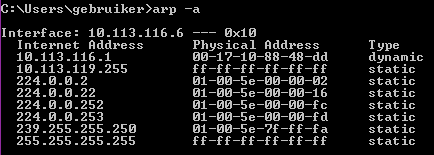 C:\Users\gebruiker>arp -a
Interface: 10.113.116.6 --- 0x10
Internet Address Physical Address Type
10.113.116.1 00-17-10-88-48-dd dynamic
10.113.119.255 ff-ff-ff-ff-ff-ff static
224.0.0.2 01-00-5e-00-00-02 static
224.0.0.22 01-00-5e-00-00-16 static
224.0.0.252 01-00-5e-00-00-fc static
224.0.0.253 01-00-5e-00-00-fd static
239.255.255.250 01-00-5e-7f-ff-fa static
255.255.255.255 ff-ff-ff-ff-ff-ff static